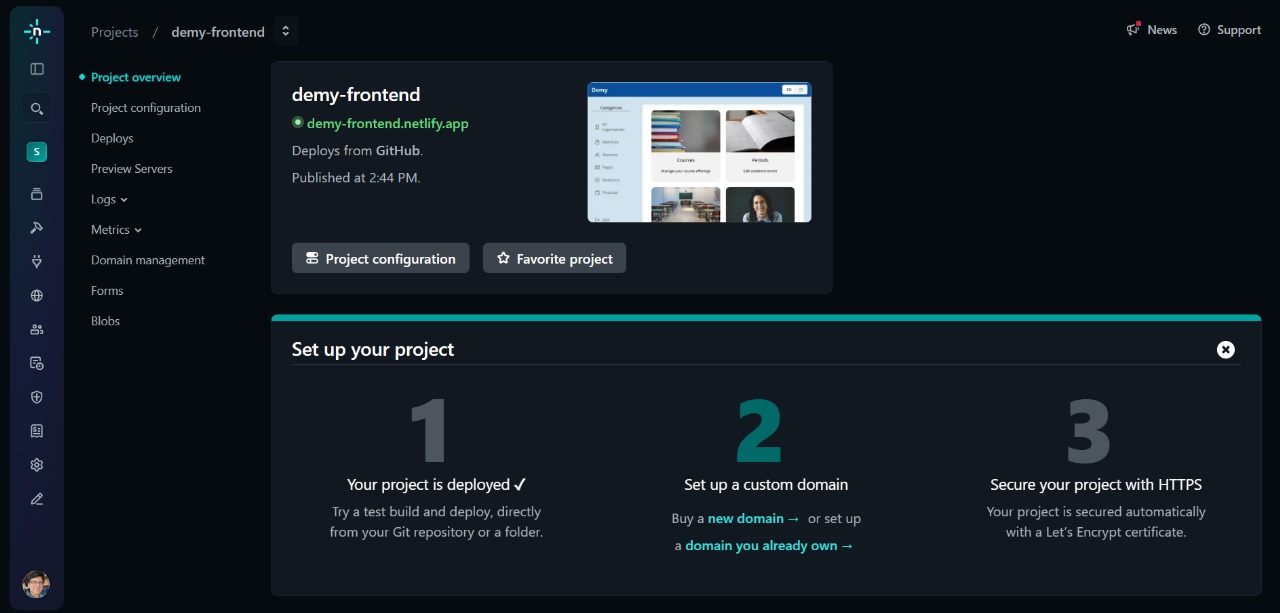 Projects / demy-frontend
News
Support
S
Project overview
Project configuration
Deploys
Preview Servers
Logs
Metrics
Domain management
Forms
Blobs
demy-frontend
demy-frontend.netlify.app
Deploys from GitHub.
Published at 2:44 PM.
Demy
EN
Categories
Courses
Manage your course offerings
Periods
Edit academic terms
Project configuration
Favorite project
Set up your project
1
Your project is deployed ✓
Try a test build and deploy, directly
from your Git repository or a folder.
2
Set up a custom domain
Buy a new domain → or set up
a domain you already own →
3
Secure your project with HTTPS
Your project is secured automatically
with a Let's Encrypt certificate.